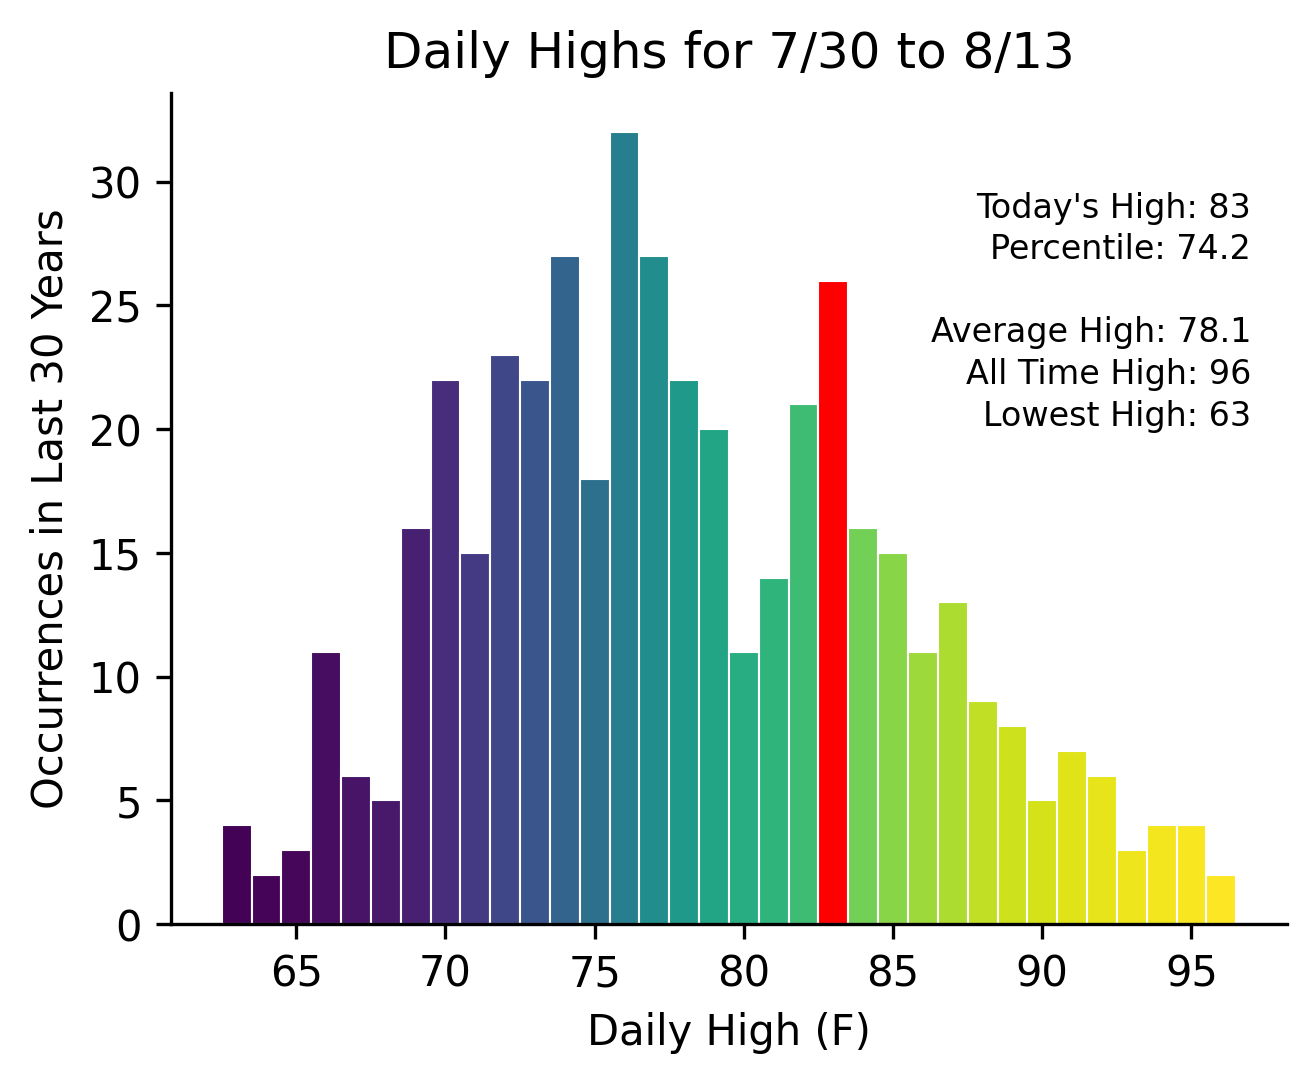 Daily Highs for 7/30 to 8/13
Occurrences in Last 30 Years
30
25
20
15
10
5
0
Today's High: 83
Percentile: 74.2
Average High: 78.1
All Time High: 96
Lowest High: 63
65 70 75 80 85 90 95
Daily High (F)